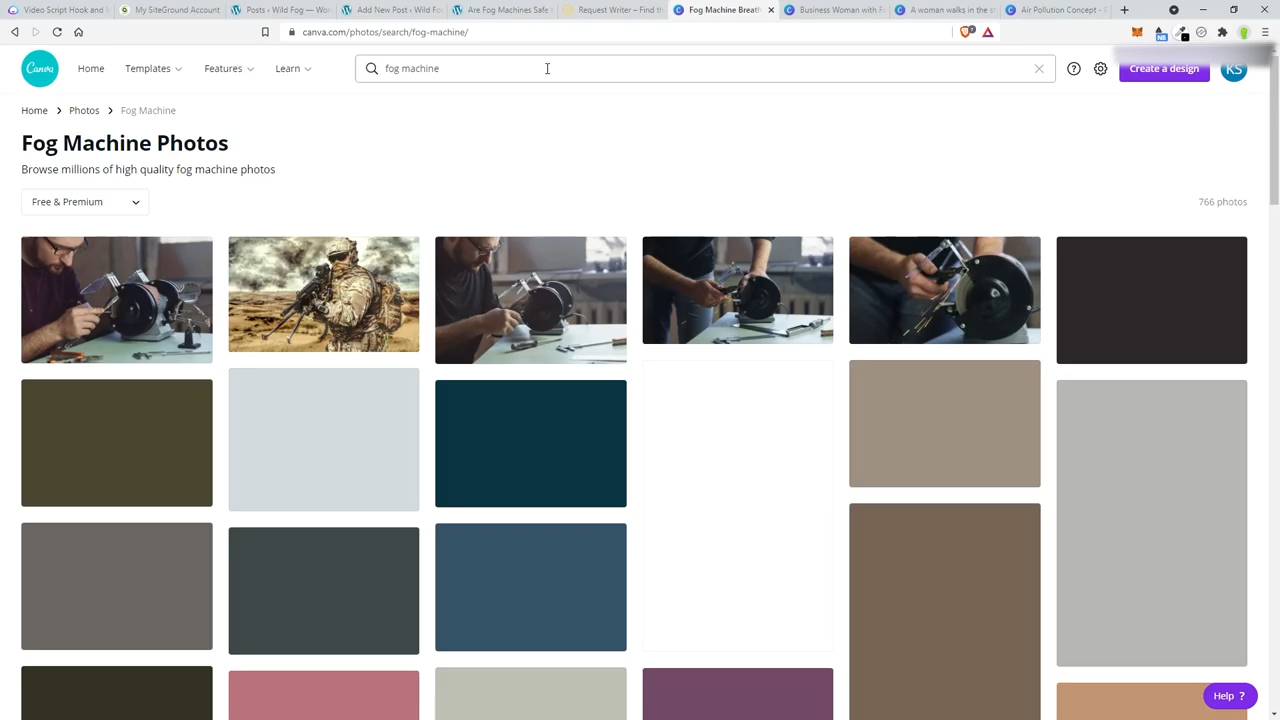 Video Script Hook and I
My SiteGround Account
Posts ‹ Wild Fog — Wor
Add New Post ‹ Wild Fo
Are Fog Machines Safe t
Request Writer – Find th
Fog Machine Breath
Business Woman with Fa
A woman walks in the st
Air Pollution Concept -
canva.com/photos/search/fog-machine/
Canva
Home
Templates
Features
Learn
fog machine
Create a design
KS
Home
Photos
Fog Machine
Fog Machine Photos
Browse millions of high quality fog machine photos
Free & Premium
766 photos
Help ?